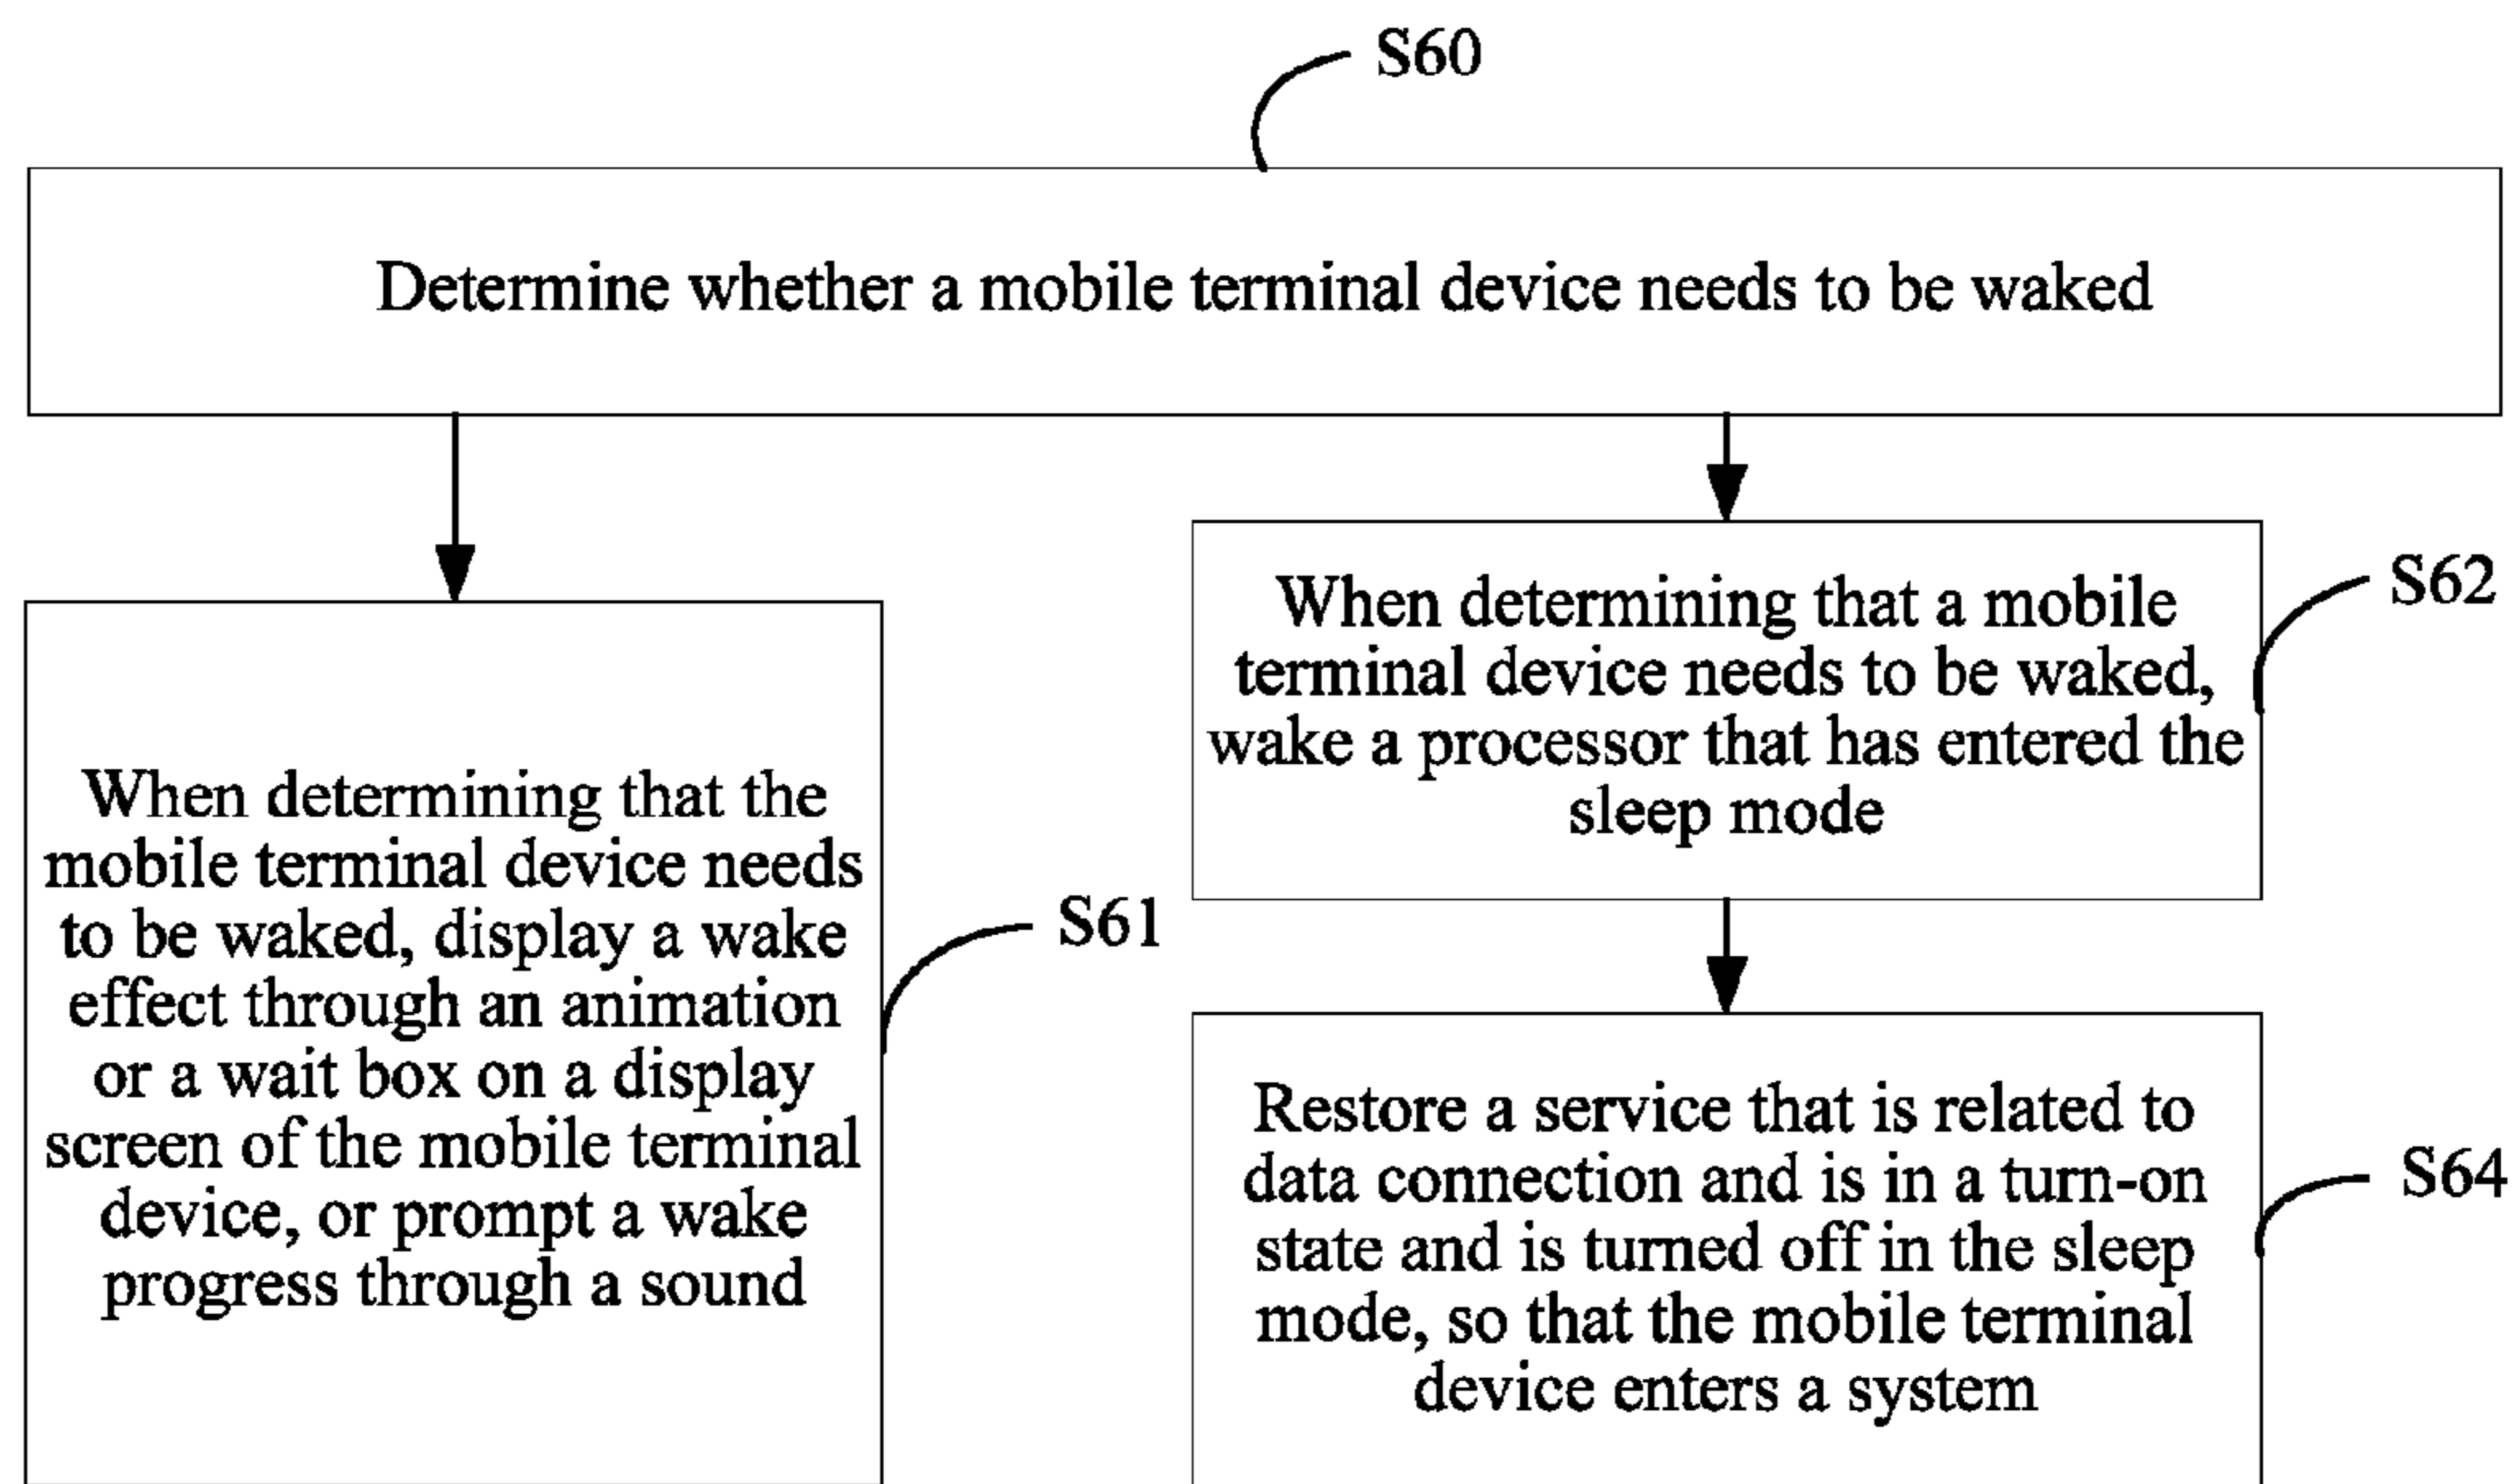 S60
Determine whether a mobile terminal device needs to be waked
When determining that the
mobile terminal device needs
to be waked, display a wake
effect through an animation
or a wait box on a display
screen of the mobile terminal
device, or prompt a wake
progress through a sound
S61
When determining that a mobile
terminal device needs to be waked,
wake a processor that has entered the
sleep mode
S62
Restore a service that is related to
data connection and is in a turn-on
state and is turned off in the sleep
mode, so that the mobile terminal
device enters a system
S64